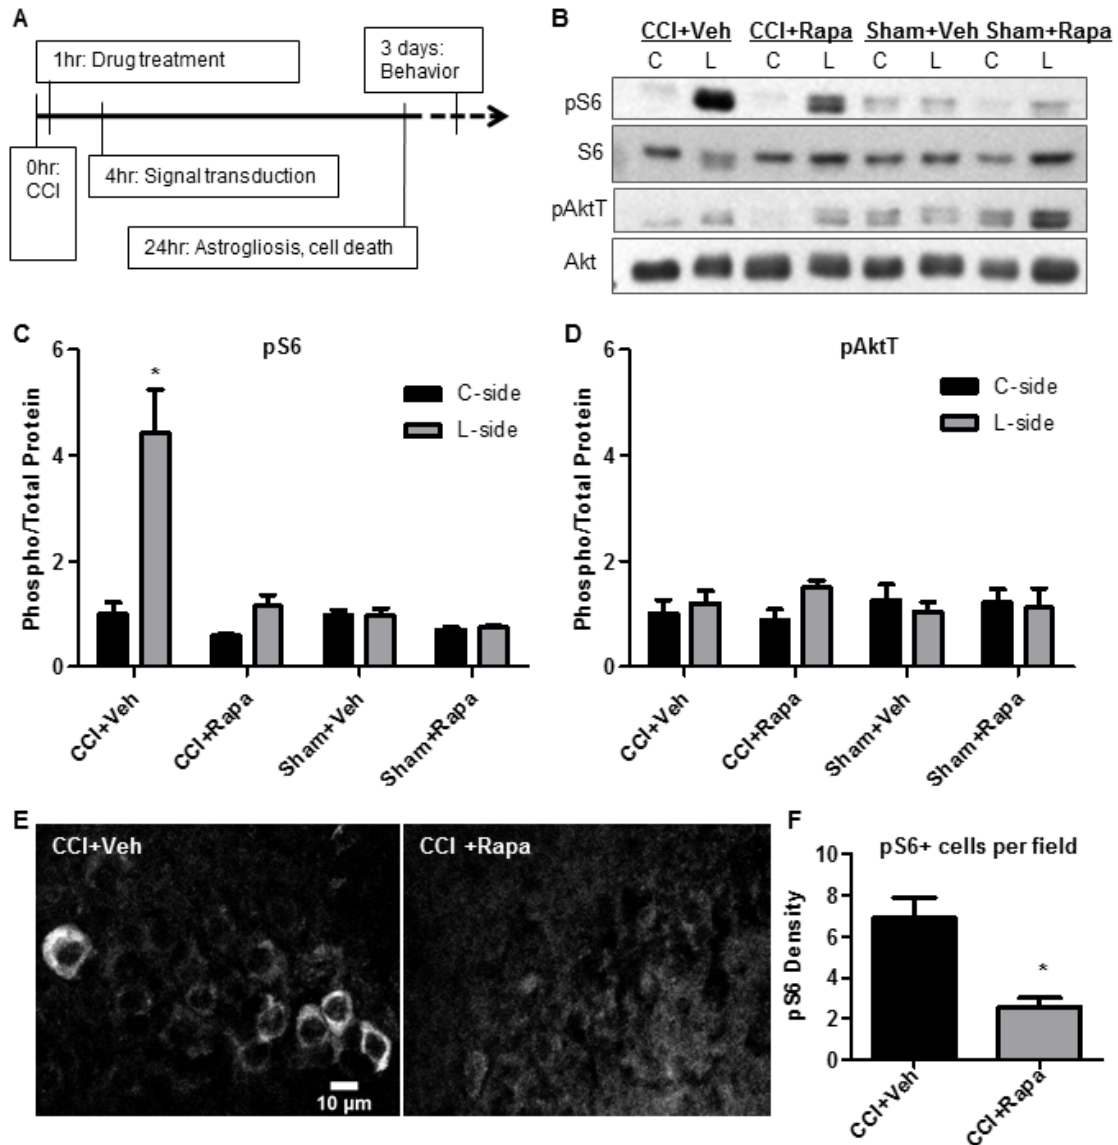 A
1hr: Drug treatment
3 days:
Behavior
0hr:
CCI
4hr: Signal transduction
24hr: Astrogliosis, cell death
B
CCI+Veh CCI+Rapa Sham+Veh Sham+Rapa
C L C L C L C L
pS6
S6
pAktT
Akt
C
pS6
Phospho/Total Protein
6
4
2
0
*
C-side
L-side
CCI+Veh
CCI+Rapa
Sham+Veh
Sham+Rapa
D
pAktT
Phospho/Total Protein
6
4
2
0
C-side
L-side
CCI+Veh
CCI+Rapa
Sham+Veh
Sham+Rapa
E
CCI+Veh
10 µm
CCI +Rapa
F
pS6+ cells per field
pS6 Density
10
8
6
4
2
0
*
CCI+Veh
CCI+Rapa